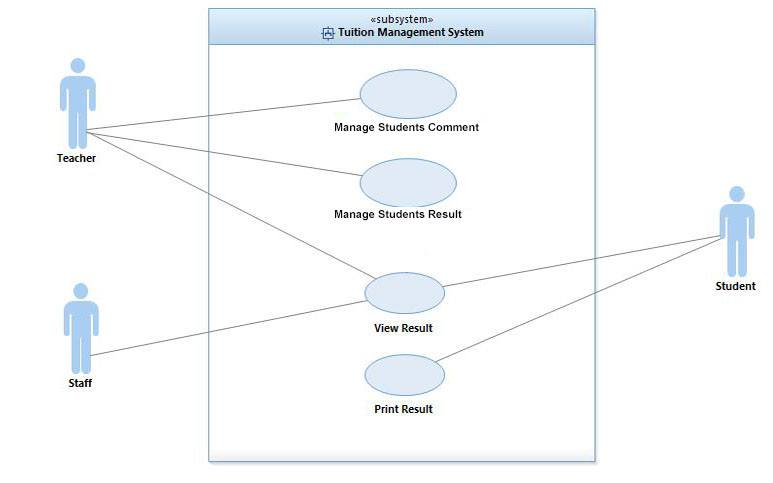 «subsystem»
Tuition Management System
Teacher
Manage Students Comment
Manage Students Result
Student
View Result
Staff
Print Result